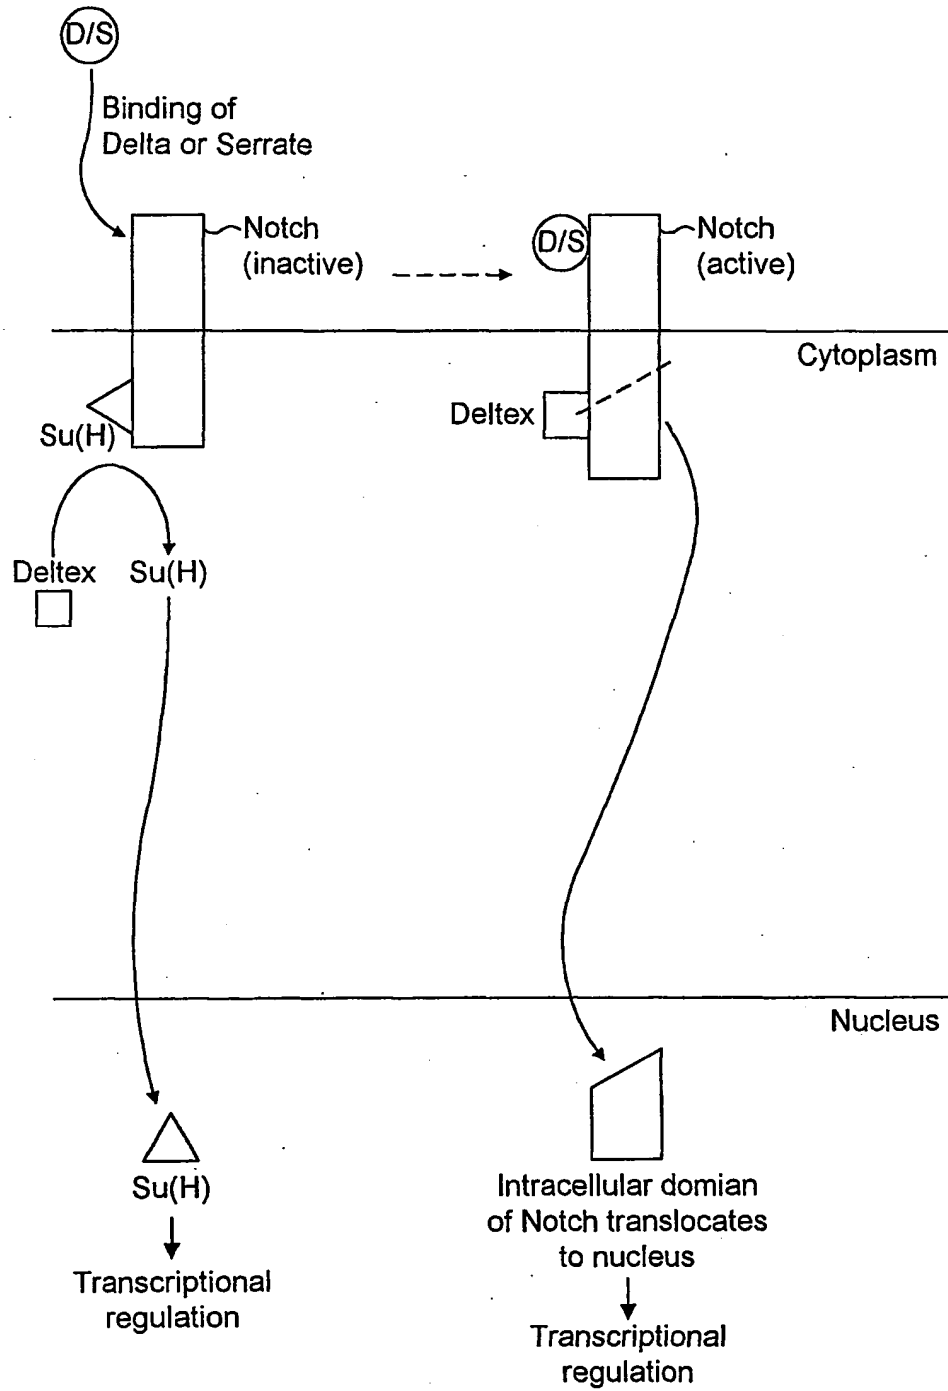 D/S
Binding of
Delta or Serrate
Notch
(inactive)
D/S
Notch
(active)
Cytoplasm
Su(H)
Deltex
Deltex
Su(H)
Nucleus
Su(H)
Transcriptional
regulation
Intracellular domian
of Notch translocates
to nucleus
Transcriptional
regulation